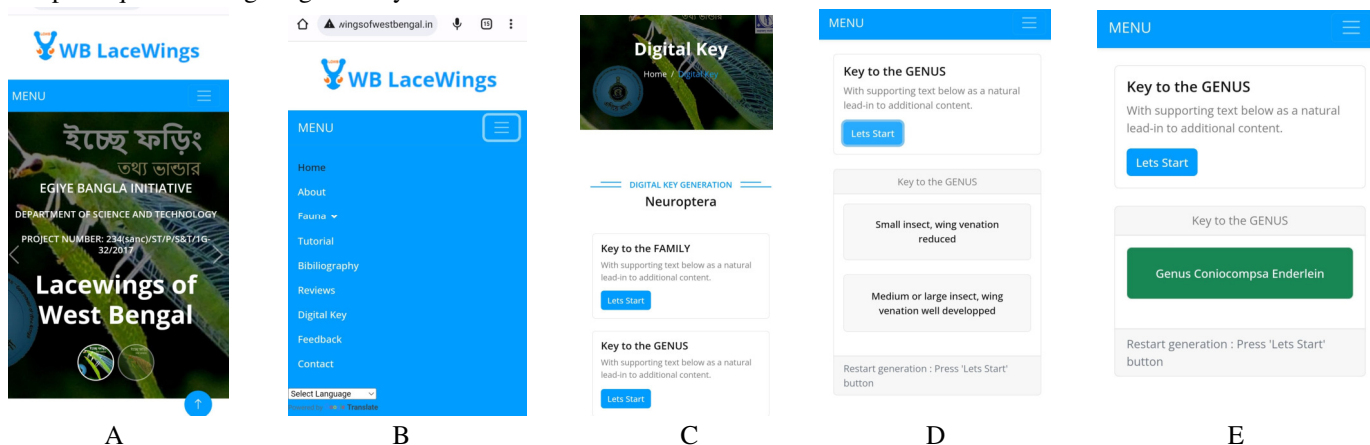 WB LaceWings
MENU
ইচ্ছে ফড়িং
তথ্য ভান্ডার
EGIYE BANGLA INITIATIVE
DEPARTMENT OF SCIENCE AND TECHNOLOGY
PROJECT NUMBER: 234(sanc)/ST/P/S&T/1G-
32/2017
Lacewings of
West Bengal
A
wingsofwestbengal.in
15
WB LaceWings
MENU
Home
About
Fauna
Tutorial
Bibiliography
Reviews
Digital Key
Feedback
Contact
Select Language
Translate
B
Digital Key
Home / Digital Key
DIGITAL KEY GENERATION
Neuroptera
Key to the FAMILY
With supporting text below as a natural
lead-in to additional content.
Lets Start
Key to the GENUS
With supporting text below as a natural
lead-in to additional content.
Lets Start
C
MENU
Key to the GENUS
With supporting text below as a natural
lead-in to additional content.
Lets Start
Key to the GENUS
Small insect, wing venation
reduced
Medium or large insect, wing
venation well developped
Restart generation : Press 'Lets Start'
button
D
MENU
Key to the GENUS
With supporting text below as a natural
lead-in to additional content.
Lets Start
Key to the GENUS
Genus Coniocompsa Enderlein
Restart generation : Press 'Lets Start'
button
E